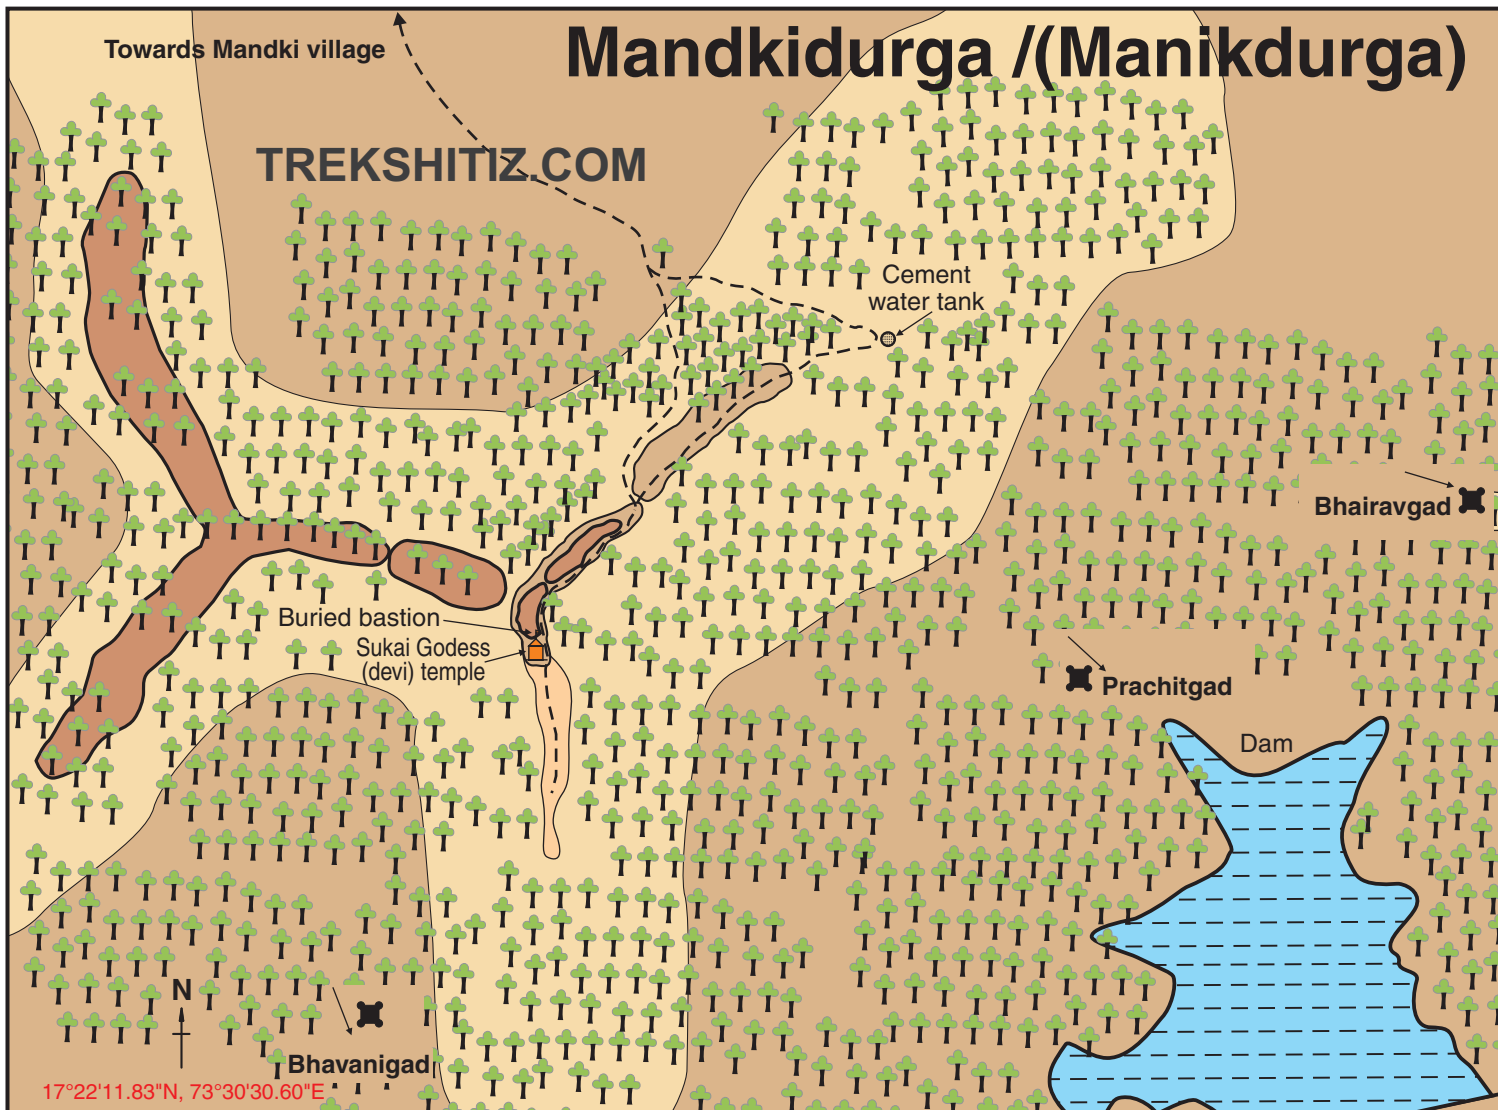 Mandkidurga /(Manikdurga)
Towards Mandki village
TREKSHITIZ.COM
Cement
water tank
Bhairavgad
Buried bastion
Sukai Godess
(devi) temple
Prachitgad
Dam
N
Bhavanigad
17°22'11.83"N, 73°30'30.60"E